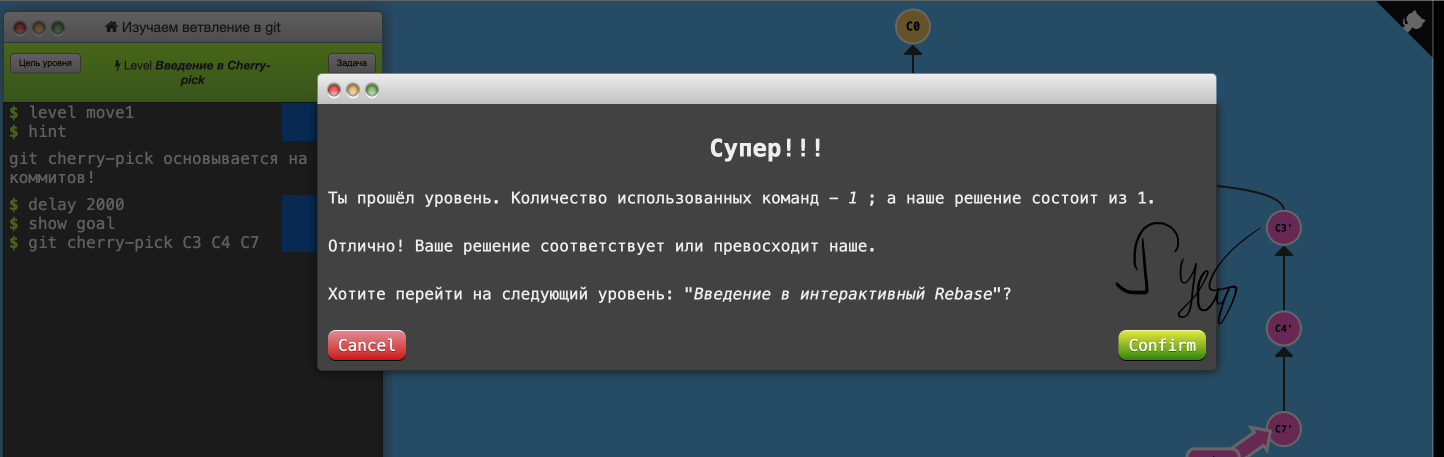 Изучаем ветвление в git
Цель уровня
Level Введение в Cherry-
pick
Задача
$ level move1
$ hint
git cherry-pick основывается на
коммитов!
$ delay 2000
$ show goal
$ git cherry-pick C3 C4 C7
C0
Супер!!!
Ты прошёл уровень. Количество использованных команд – 1 ; а наше решение состоит из 1.
Отлично! Ваше решение соответствует или превосходит наше.
Хотите перейти на следующий уровень: "Введение в интерактивный Rebase"?
Cancel
Confirm
C3'
C4'
C7'